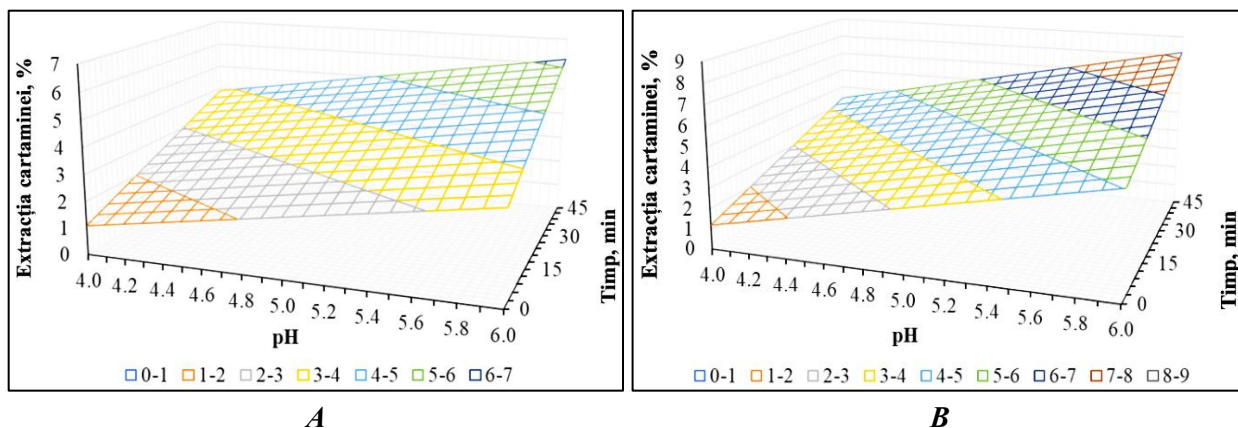 Extracția cartaminei, %
7
6
5
4
3
2
1
0
4.0 4.2 4.4 4.6 4.8 5.0 5.2 5.4 5.6 5.8 6.0
pH
0 15 30 45
Timp, min
0-1 1-2 2-3 3-4 4-5 5-6 6-7
A
Extracția cartaminei, %
9
8
7
6
5
4
3
2
1
0
4.0 4.2 4.4 4.6 4.8 5.0 5.2 5.4 5.6 5.8 6.0
pH
0 15 30 45
Timp, min
0-1 1-2 2-3 3-4 4-5 5-6 6-7 7-8 8-9
B